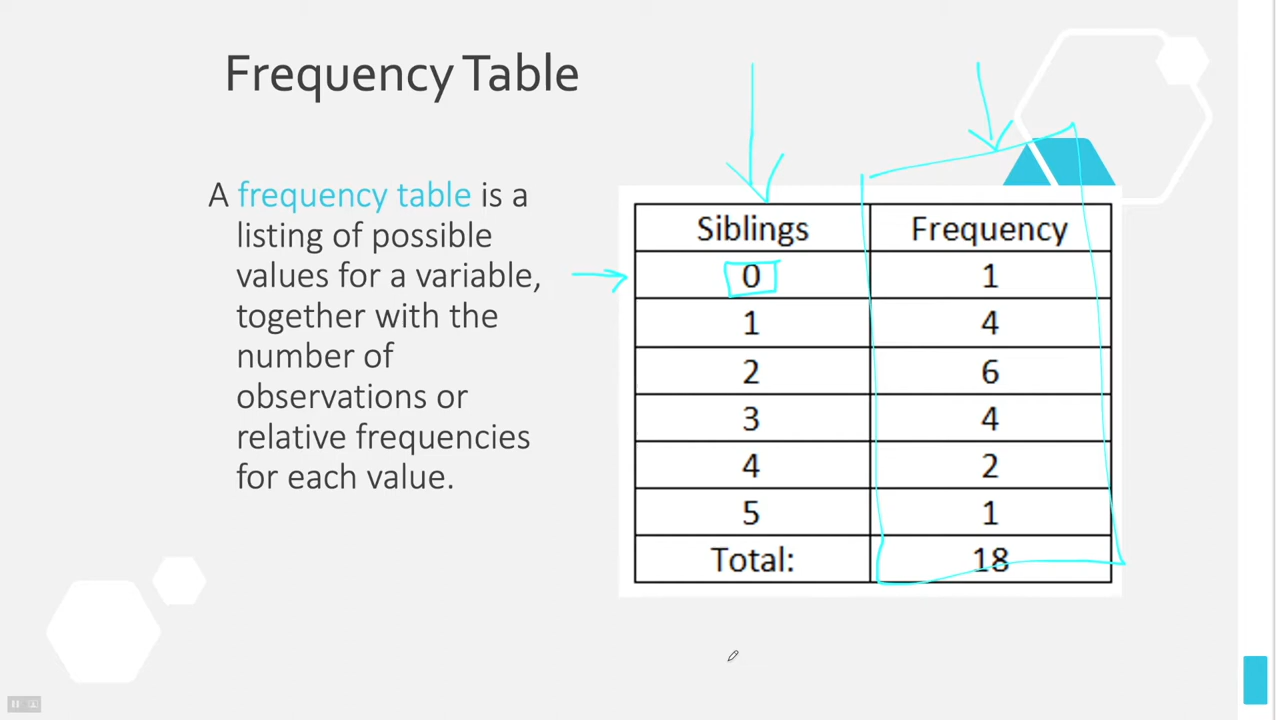 Frequency Table
A frequency table is a
listing of possible
values for a variable,
together with the
number of
observations or
relative frequencies
for each value.
Siblings Frequency
0 1
1 4
2 6
3 4
4 2
5 1
Total: 18